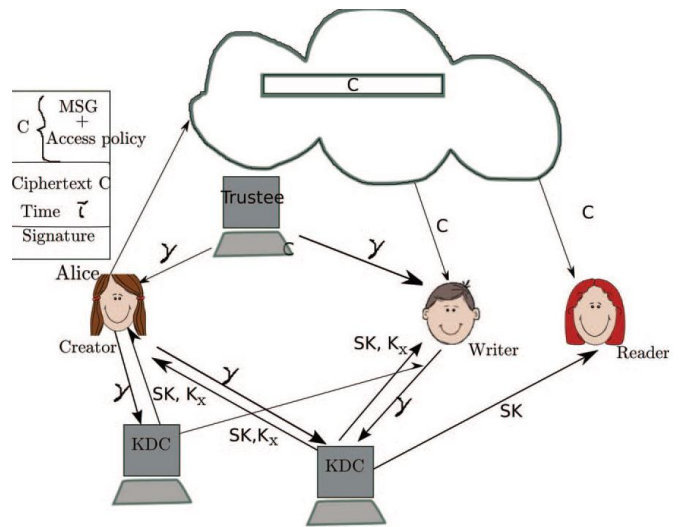 C
MSG
+
Access policy
C
Ciphertext C
Time τ
Signature
Trustee
C
γ
γ
C
C
Alice
Creator
SK, Kx
Writer
Reader
γ
SK, Kx
γ
SK,Kx
γ
SK
KDC
KDC